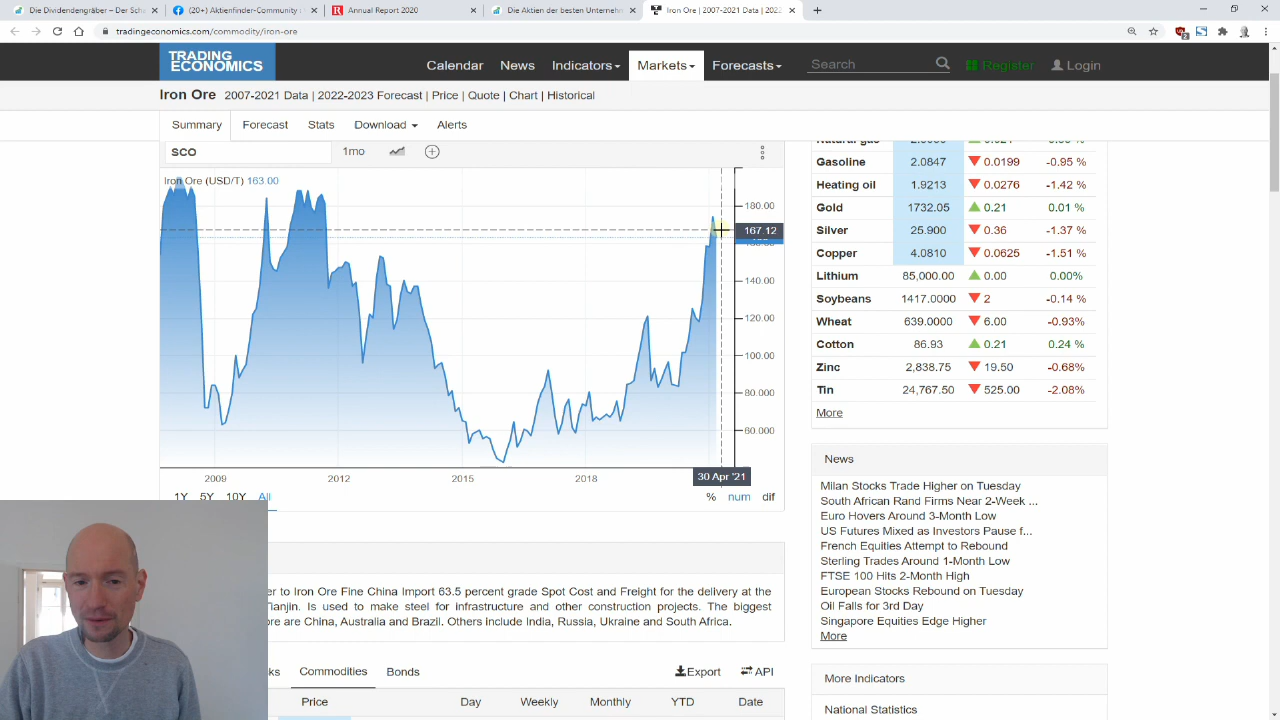 Die Dividendengräber – Der Scha
(20+) Aktienfinder-Community
Annual Report 2020
Die Aktien der besten Unternehm
Iron Ore | 2007-2021 Data | 2022
tradingeconomics.com/commodity/iron-ore
TRADING
ECONOMICS
Calendar News Indicators Markets Forecasts Search Register Login
Iron Ore 2007-2021 Data | 2022-2023 Forecast | Price | Quote | Chart | Historical
Summary Forecast Stats Download Alerts
SCO 1mo
Iron Ore (USD/T) 163.00
180.00
167.12
140.00
120.00
100.00
80.000
60.000
2009 2012 2015 2018 30 Apr '21
1Y 5Y 10Y All % num dif
Gasoline 2.0847 0.0199 -0.95 %
Heating oil 1.9213 0.0276 -1.42 %
Gold 1732.05 0.21 0.01 %
Silver 25.900 0.36 -1.37 %
Copper 4.0810 0.0625 -1.51 %
Lithium 85,000.00 0.00 0.00%
Soybeans 1417.0000 2 -0.14 %
Wheat 639.0000 6.00 -0.93%
Cotton 86.93 0.21 0.24 %
Zinc 2,838.75 19.50 -0.68%
Tin 24,767.50 525.00 -2.08%
More
News
Milan Stocks Trade Higher on Tuesday
South African Rand Firms Near 2-Week ...
Euro Hovers Around 3-Month Low
US Futures Mixed as Investors Pause f...
French Equities Attempt to Rebound
Sterling Trades Around 1-Month Low
FTSE 100 Hits 2-Month High
European Stocks Rebound on Tuesday
Oil Falls for 3rd Day
Singapore Equities Edge Higher
More
er to Iron Ore Fine China Import 63.5 percent grade Spot Cost and Freight for the delivery at the
ianjin. Is used to make steel for infrastructure and other construction projects. The biggest
ore are China, Australia and Brazil. Others include India, Russia, Ukraine and South Africa.
ks Commodities Bonds Export API
Price Day Weekly Monthly YTD Date
More Indicators
National Statistics